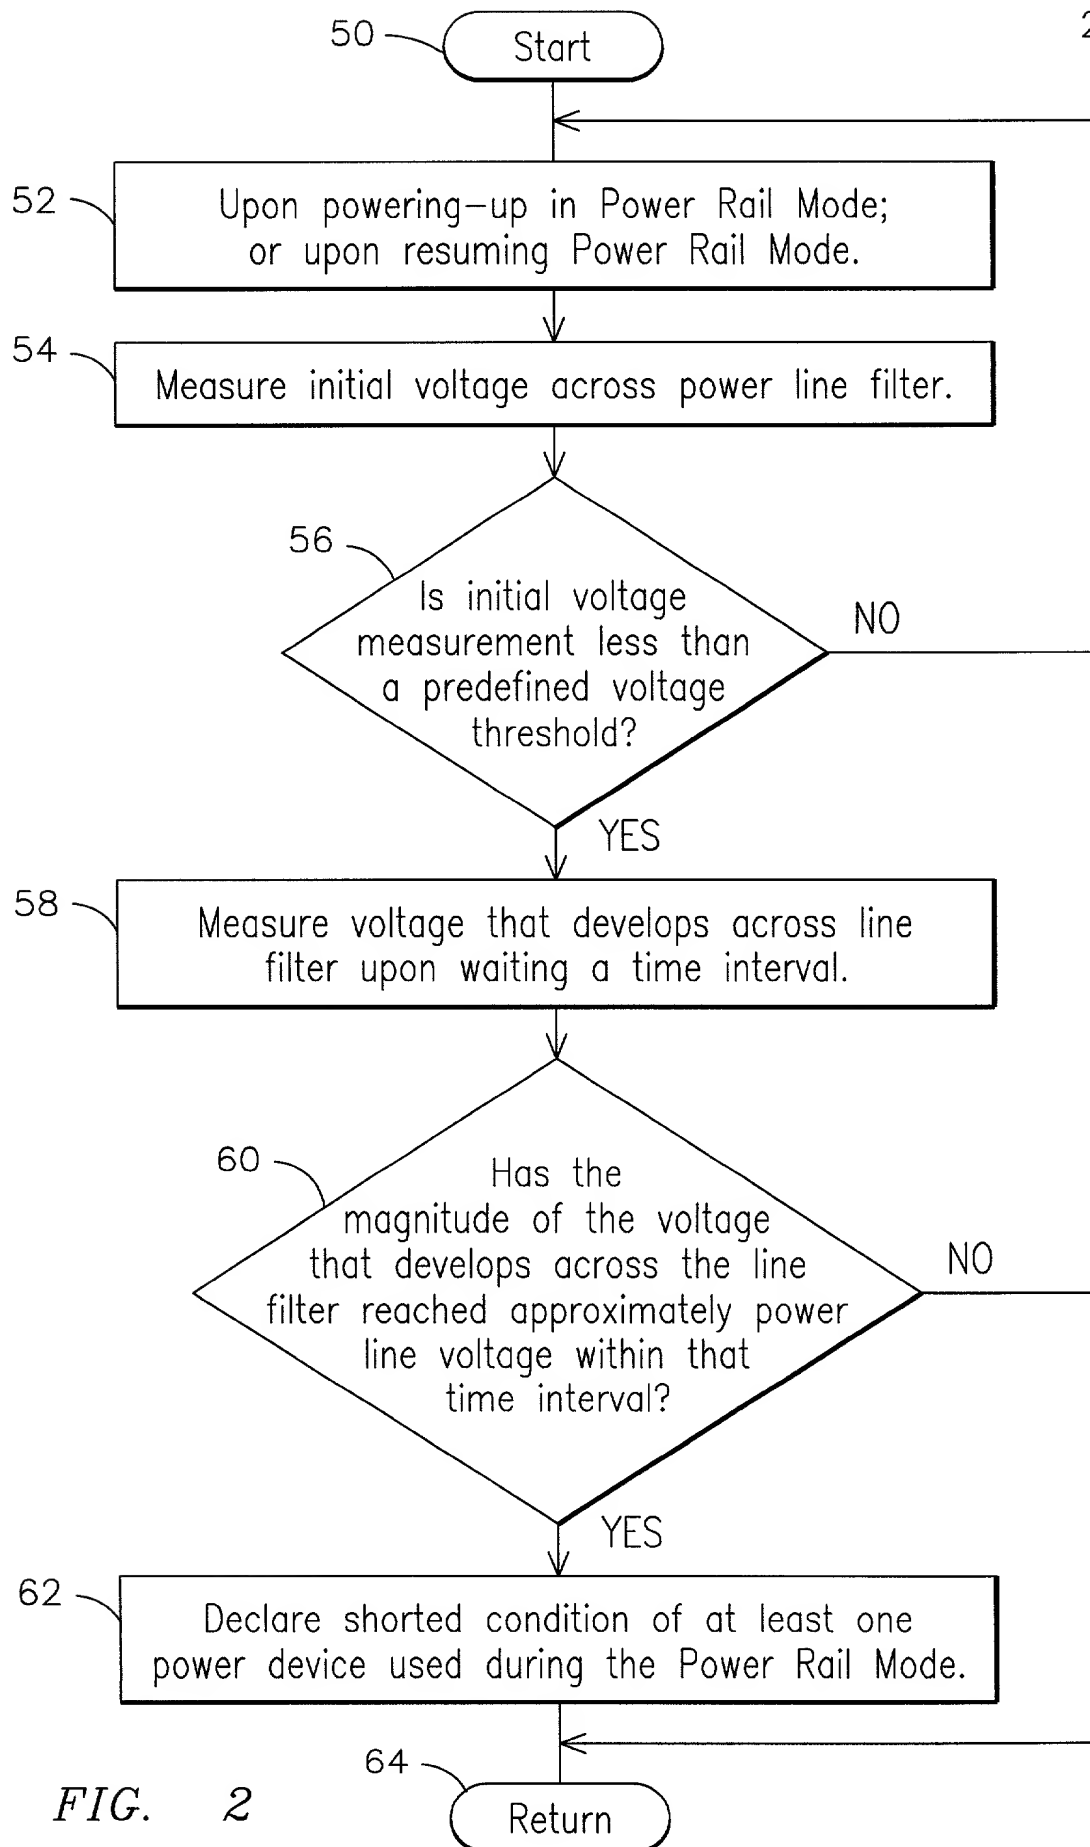 50
Start
2
52
Upon powering-up in Power Rail Mode;
or upon resuming Power Rail Mode.
54
Measure initial voltage across power line filter.
56
Is initial voltage
measurement less than
a predefined voltage
threshold?
NO
YES
58
Measure voltage that develops across line
filter upon waiting a time interval.
60
Has the
magnitude of the voltage
that develops across the line
filter reached approximately power
line voltage within that
time interval?
NO
YES
62
Declare shorted condition of at least one
power device used during the Power Rail Mode.
64
Return
FIG. 2